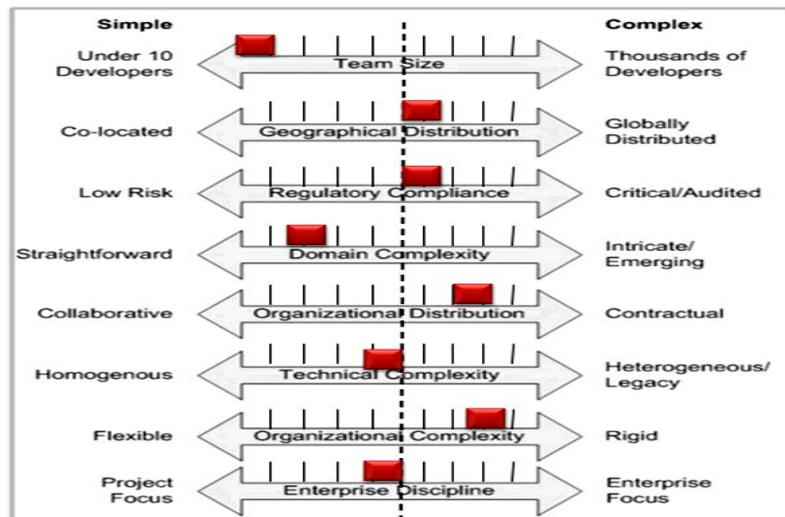 Simple
Complex
Under 10
Developers
Team Size
Thousands of
Developers
Co-located
Geographical Distribution
Globally
Distributed
Low Risk
Regulatory Compliance
Critical/Audited
Straightforward
Domain Complexity
Intricate/
Emerging
Collaborative
Organizational Distribution
Contractual
Homogenous
Technical Complexity
Heterogeneous/
Legacy
Flexible
Organizational Complexity
Rigid
Project
Focus
Enterprise Discipline
Enterprise
Focus